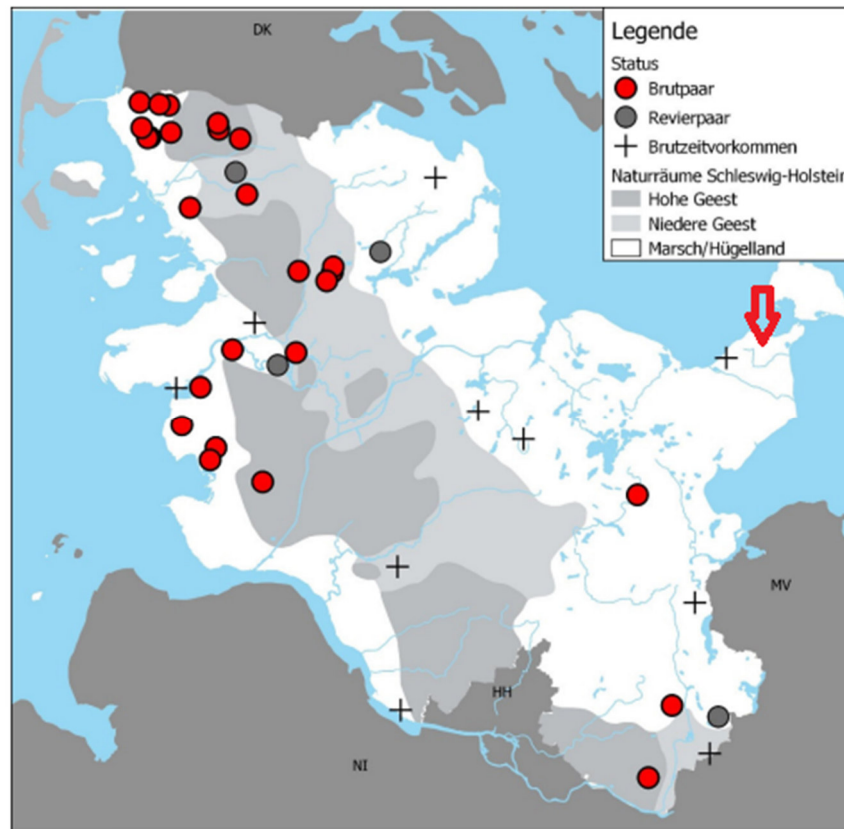 DK
Legende
Status
Brutpaar
Revierpaar
Brutzeitvorkommen
Naturräume Schleswig-Holstein
Hohe Geest
Niedere Geest
Marsch/Hügelland
MV
HH
NI